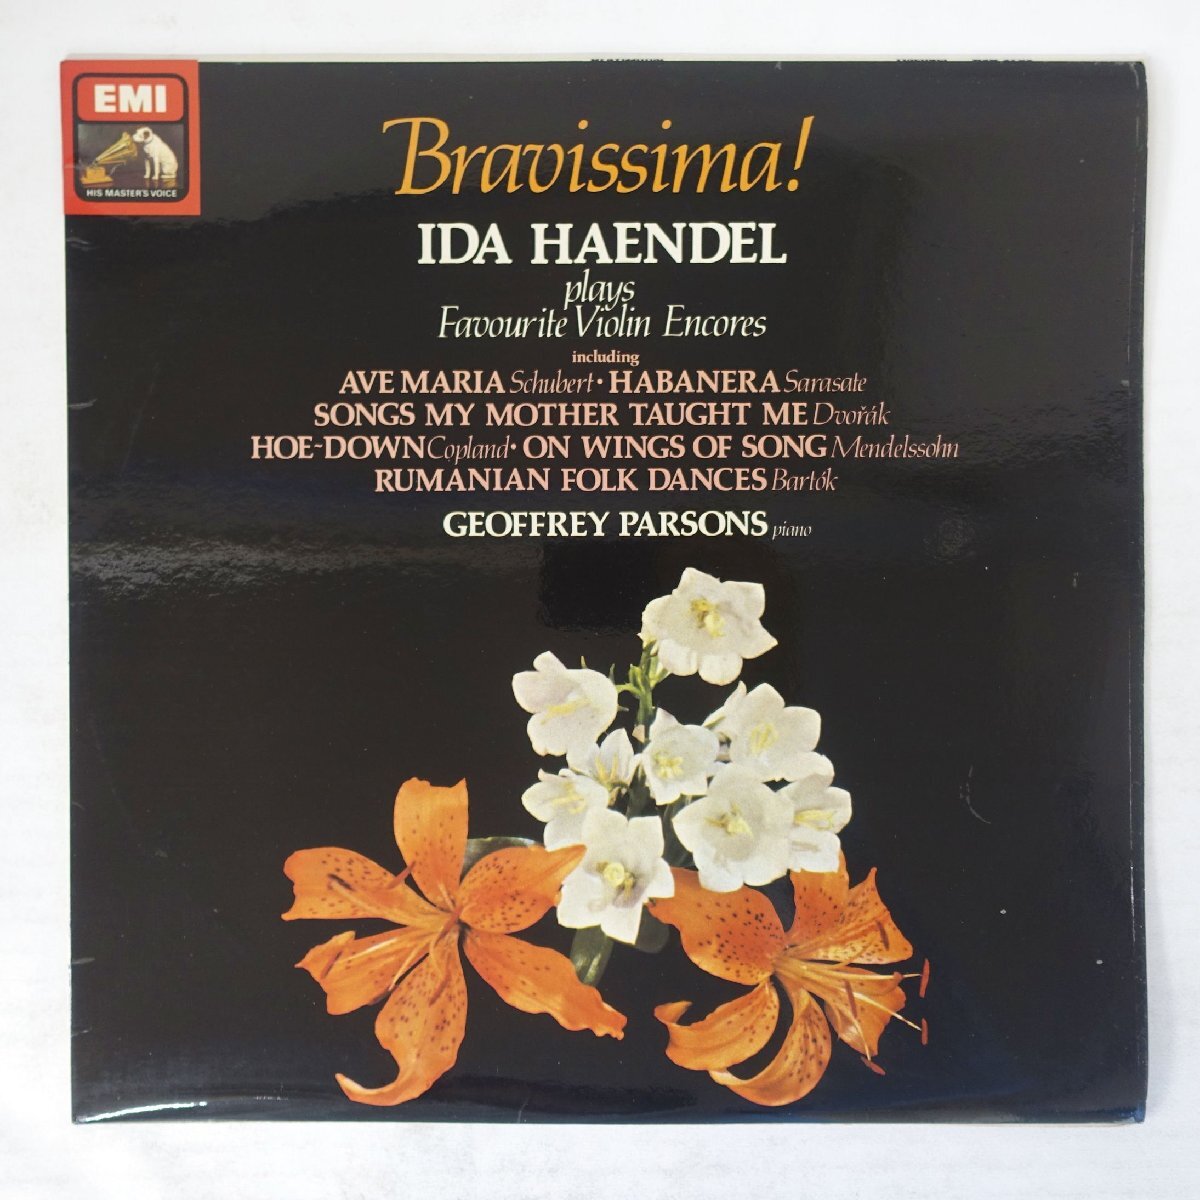 EMI
HIS MASTER'S VOICE
Bravissima!
IDA HAENDEL
plays
Favourite Violin Encores
including
AVE MARIA Schubert · HABANERA Sarasate
SONGS MY MOTHER TAUGHT ME Dvořák
HOE-DOWN Copland · ON WINGS OF SONG Mendelssohn
RUMANIAN FOLK DANCES Bartók
GEOFFREY PARSONS piano